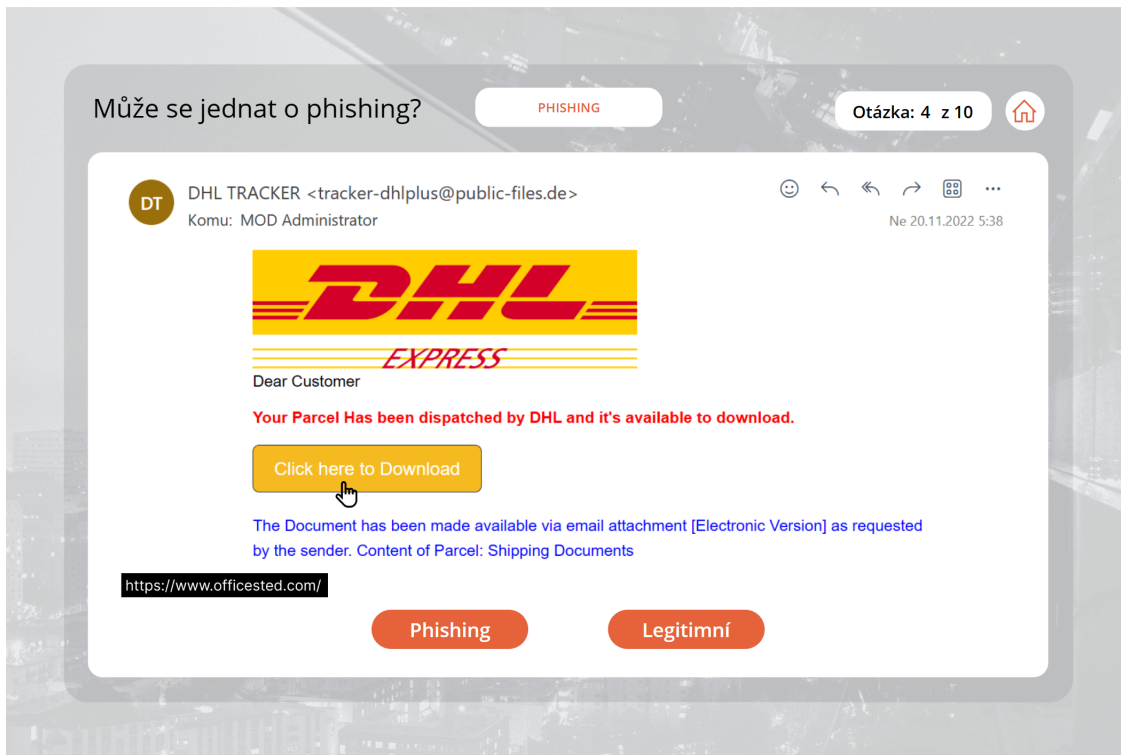 Může se jednat o phishing?
PHISHING
Otázka: 4 z 10
DT
DHL TRACKER <tracker-dhlplus@public-files.de>
Komu: MOD Administrator
Ne 20.11.2022 5:38
DHL
EXPRESS
Dear Customer
Your Parcel Has been dispatched by DHL and it's available to download.
Click here to Download
The Document has been made available via email attachment [Electronic Version] as requested
by the sender. Content of Parcel: Shipping Documents
https://www.officested.com/
Phishing
Legitimní